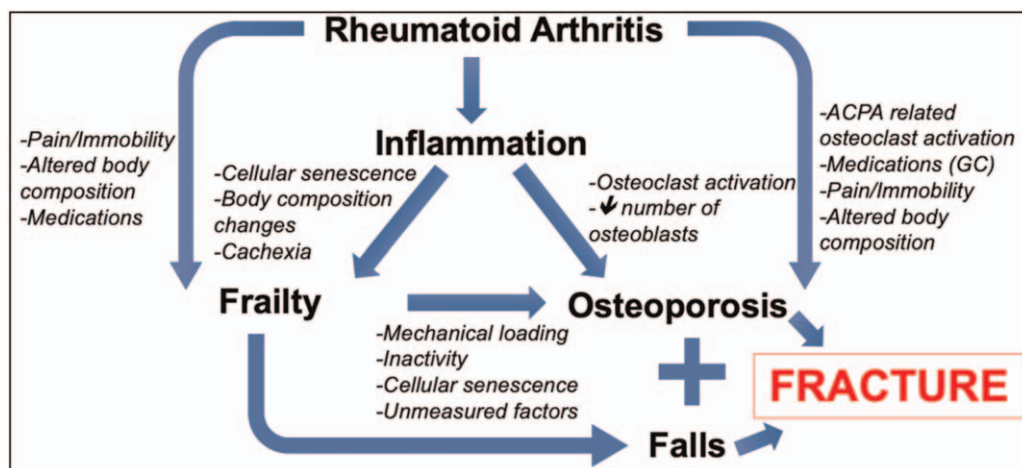 Rheumatoid Arthritis
Inflammation
-Pain/Immobility
-Altered body
composition
-Medications
-Cellular senescence
-Body composition
changes
-Cachexia
-Osteoclast activation
-🡻 number of
osteoblasts
-ACPA related
osteoclast activation
-Medications (GC)
-Pain/Immobility
-Altered body
composition
Frailty
Osteoporosis
-Mechanical loading
-Inactivity
-Cellular senescence
-Unmeasured factors
+
FRACTURE
Falls